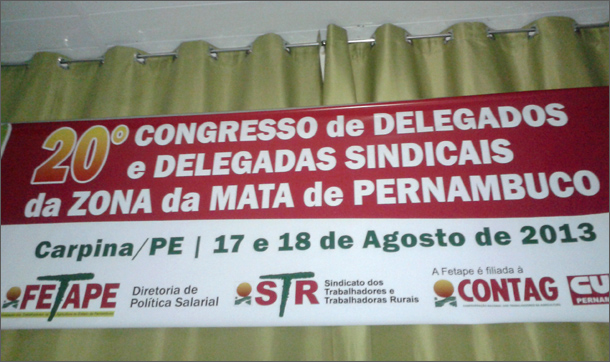 20º CONGRESSO de DELEGADOS
e DELEGADAS SINDICAIS
da ZONA da MATA de PERNAMBUCO
Carpina/PE | 17 e 18 de Agosto de 2013
FETAPE
Diretoria de
Política Salarial
STR
Sindicato dos
Trabalhadores e
Trabalhadoras Rurais
A Fetape é filiada à
CONTAG
CU
PERNAM